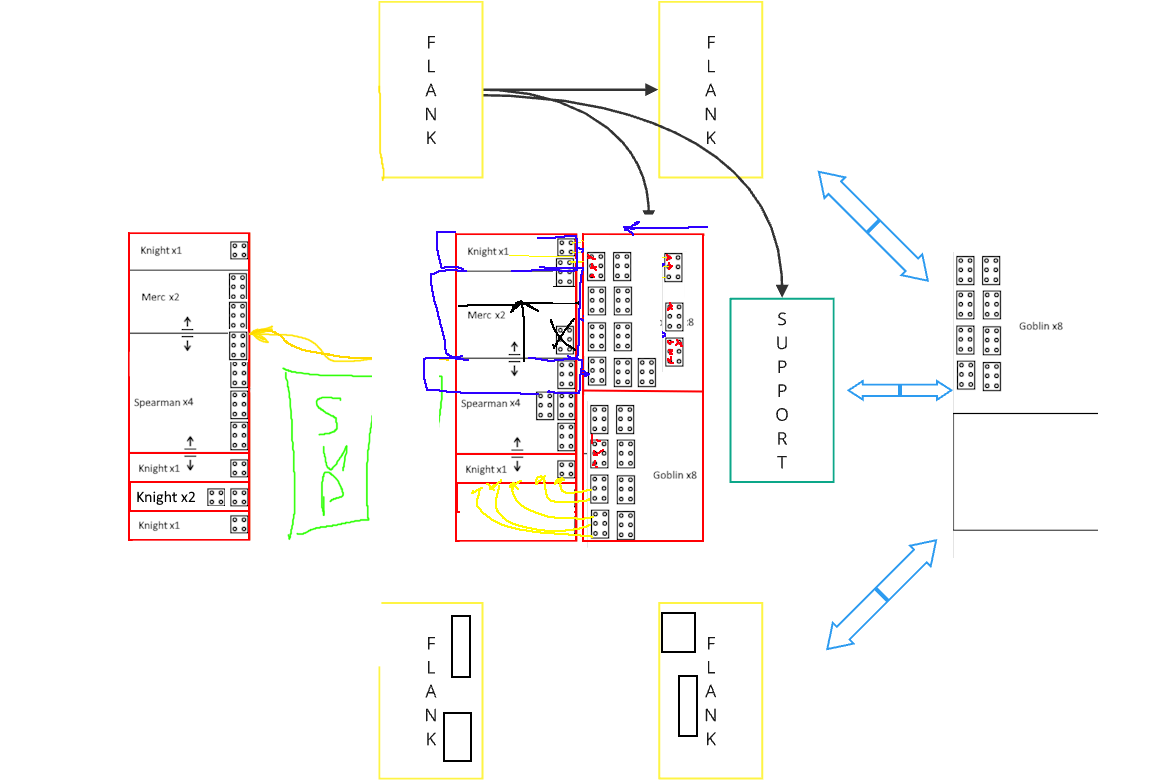 FLANK
FLANK
Knight x1
Merc x2
Spearman x4
Knight x1
Knight x2
Knight x1
SUP
Knight x1
Merc x2
Spearman x4
Knight x1
:8
Goblin x8
SUPPORT
Goblin x8
FLANK
FLANK